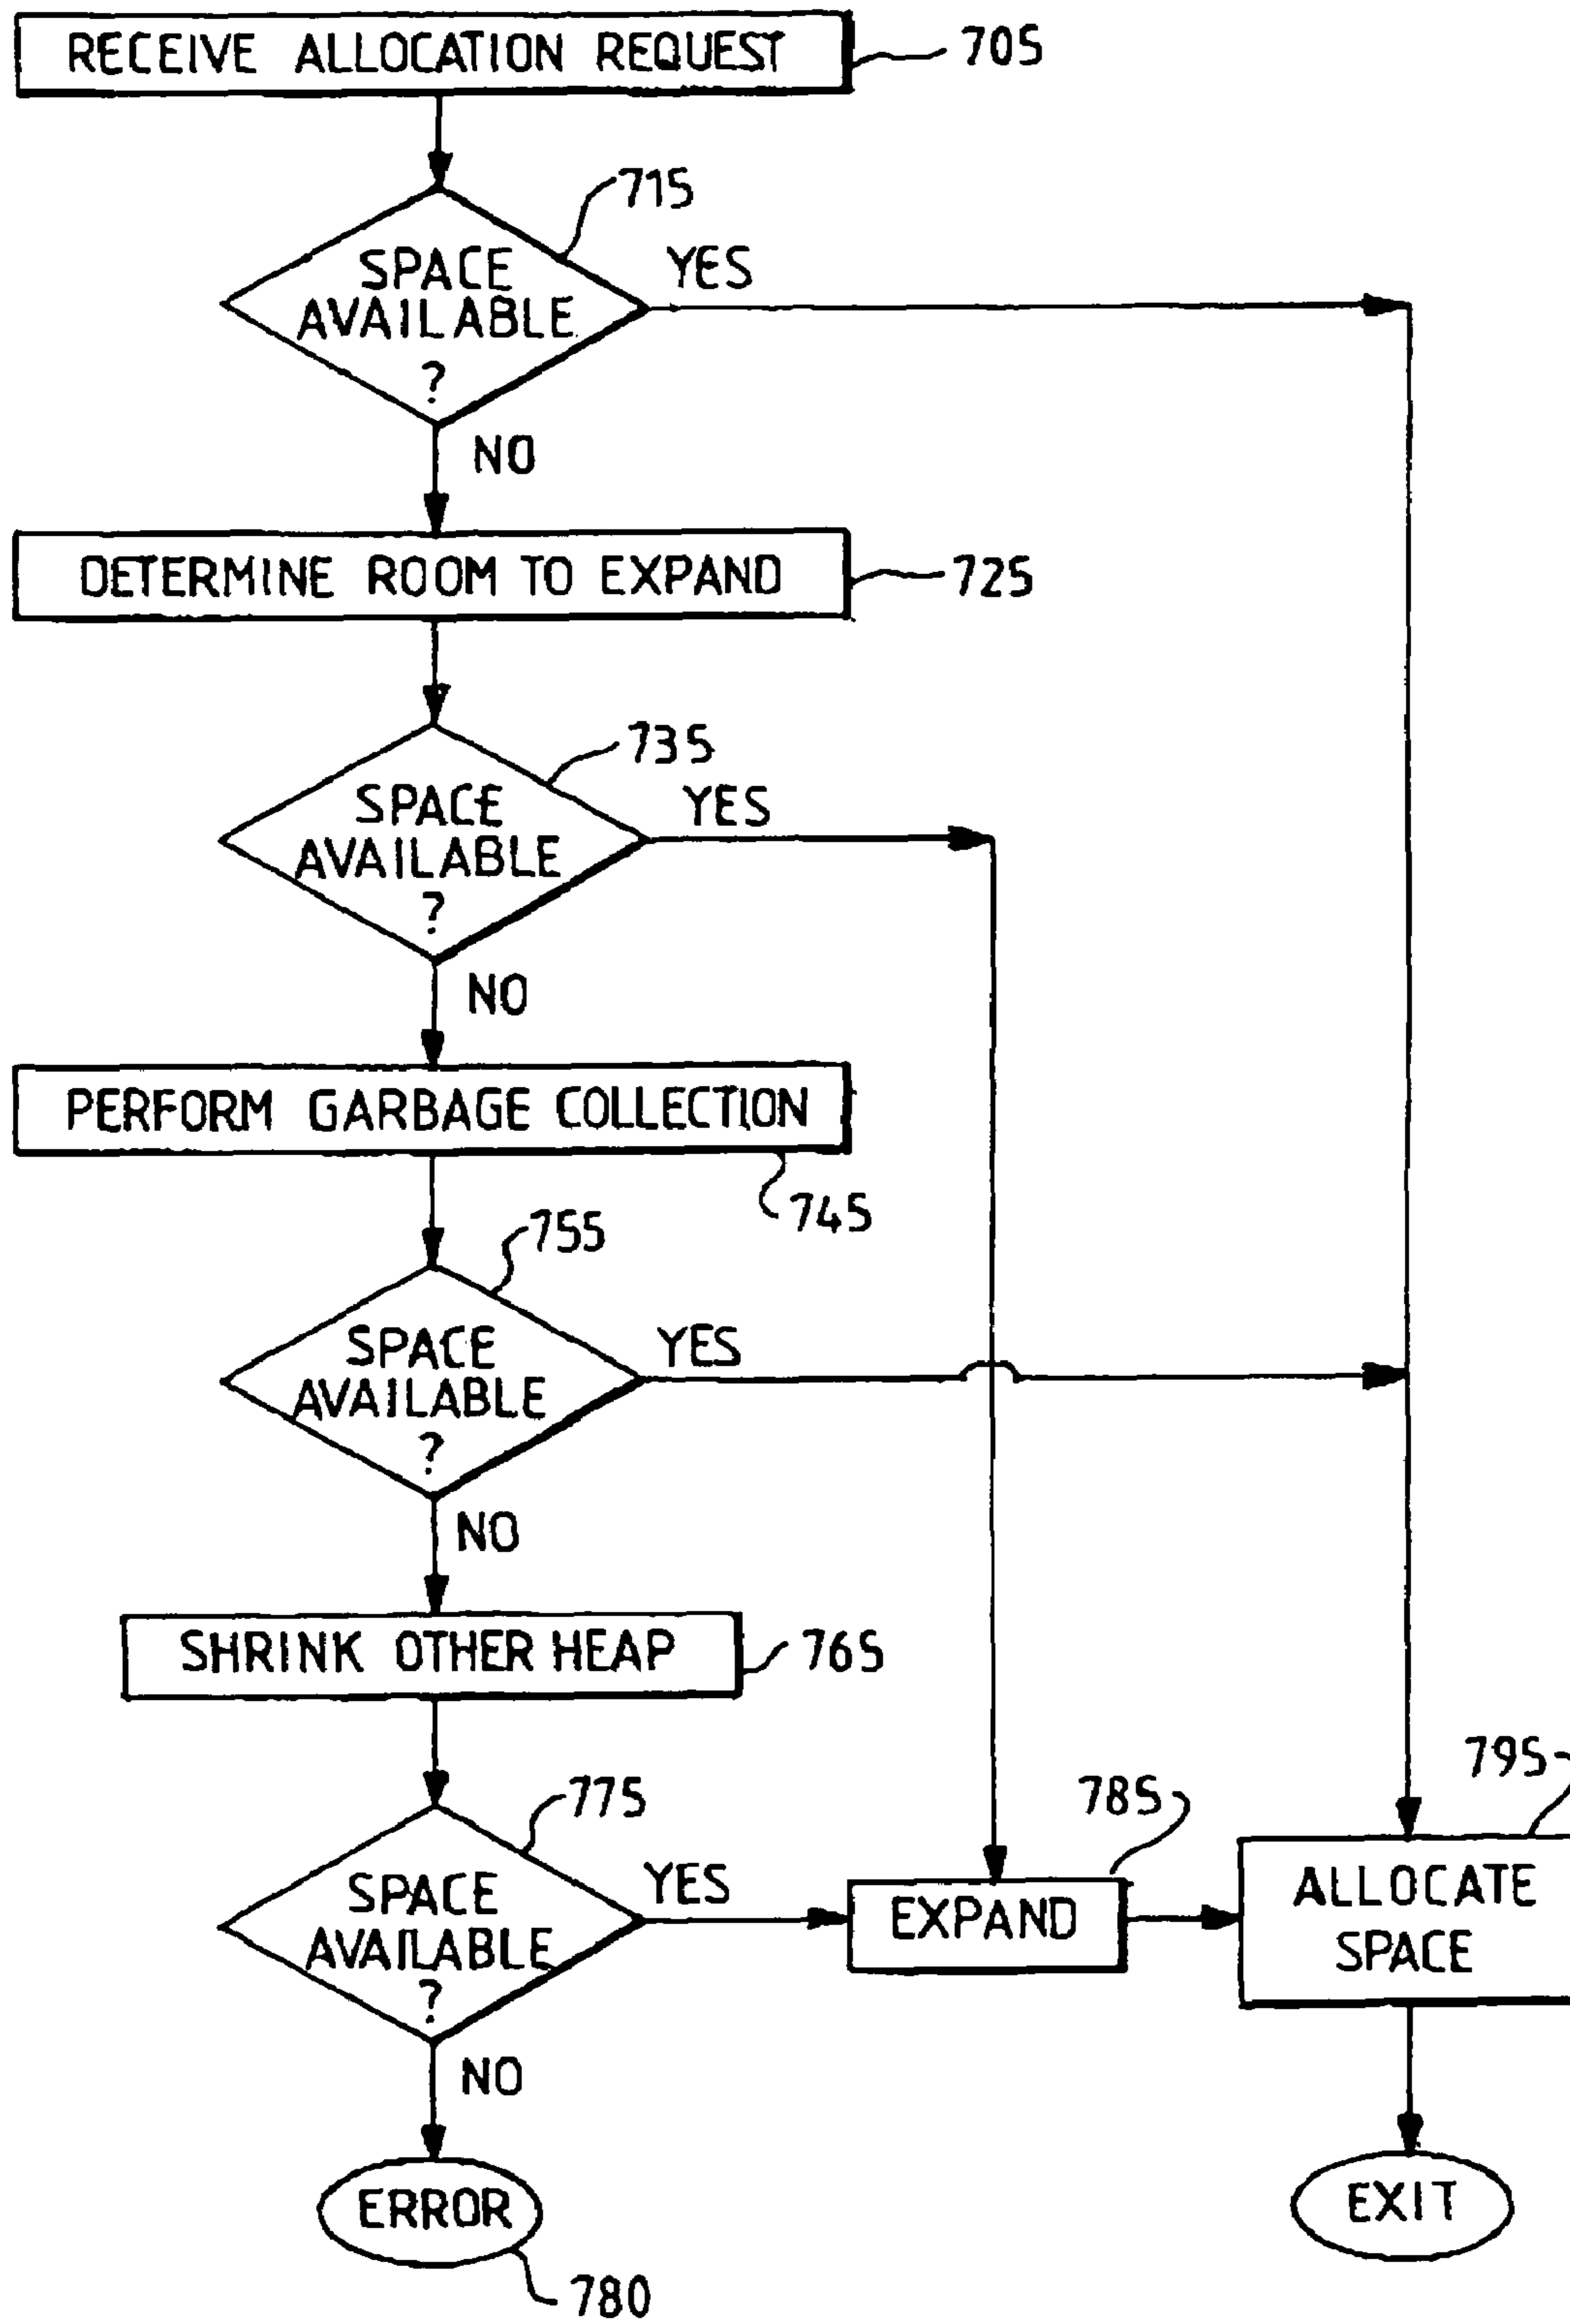 RECEIVE ALLOCATION REQUEST
705
715
SPACE
AVAILABLE
?
YES
NO
DETERMINE ROOM TO EXPAND
725
735
SPACE
AVAILABLE
?
YES
NO
PERFORM GARBAGE COLLECTION
745
755
SPACE
AVAILABLE
?
YES
NO
SHRINK OTHER HEAP
765
775
SPACE
AVAILABLE
?
YES
NO
785
EXPAND
795
ALLOCATE
SPACE
ERROR
780
EXIT